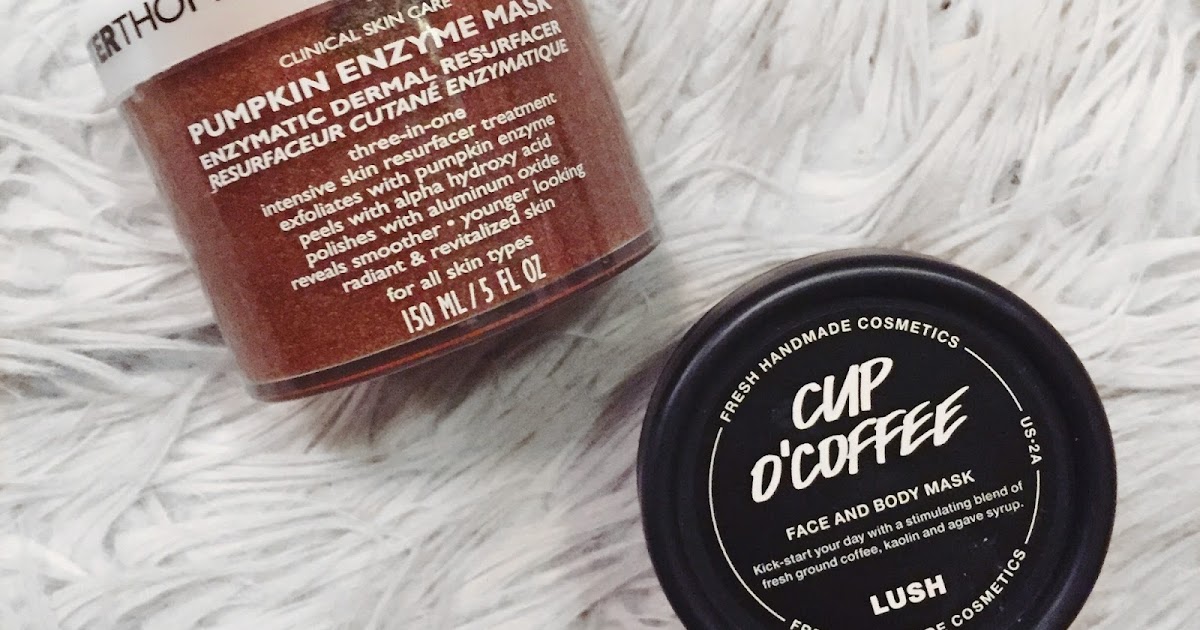 CLINICAL SKIN CARE
PUMPKIN ENZYME MASK
ENZYMATIC DERMAL RESURFACER
RESURFACEUR CUTANÉ ENZYMATIQUE
three-in-one
intensive skin resurfacer treatment
exfoliates with pumpkin enzyme
peels with alpha hydroxy acid
polishes with aluminum oxide
reveals smoother • younger looking
radiant & revitalized skin
for all skin types
150 ML / 5 FL OZ
FRESH HANDMADE COSMETICS
US-2A
CUP
O'COFFEE
FACE AND BODY MASK
Kick-start your day with a stimulating blend of
fresh ground coffee, kaolin and agave syrup.
LUSH
COSMETICS